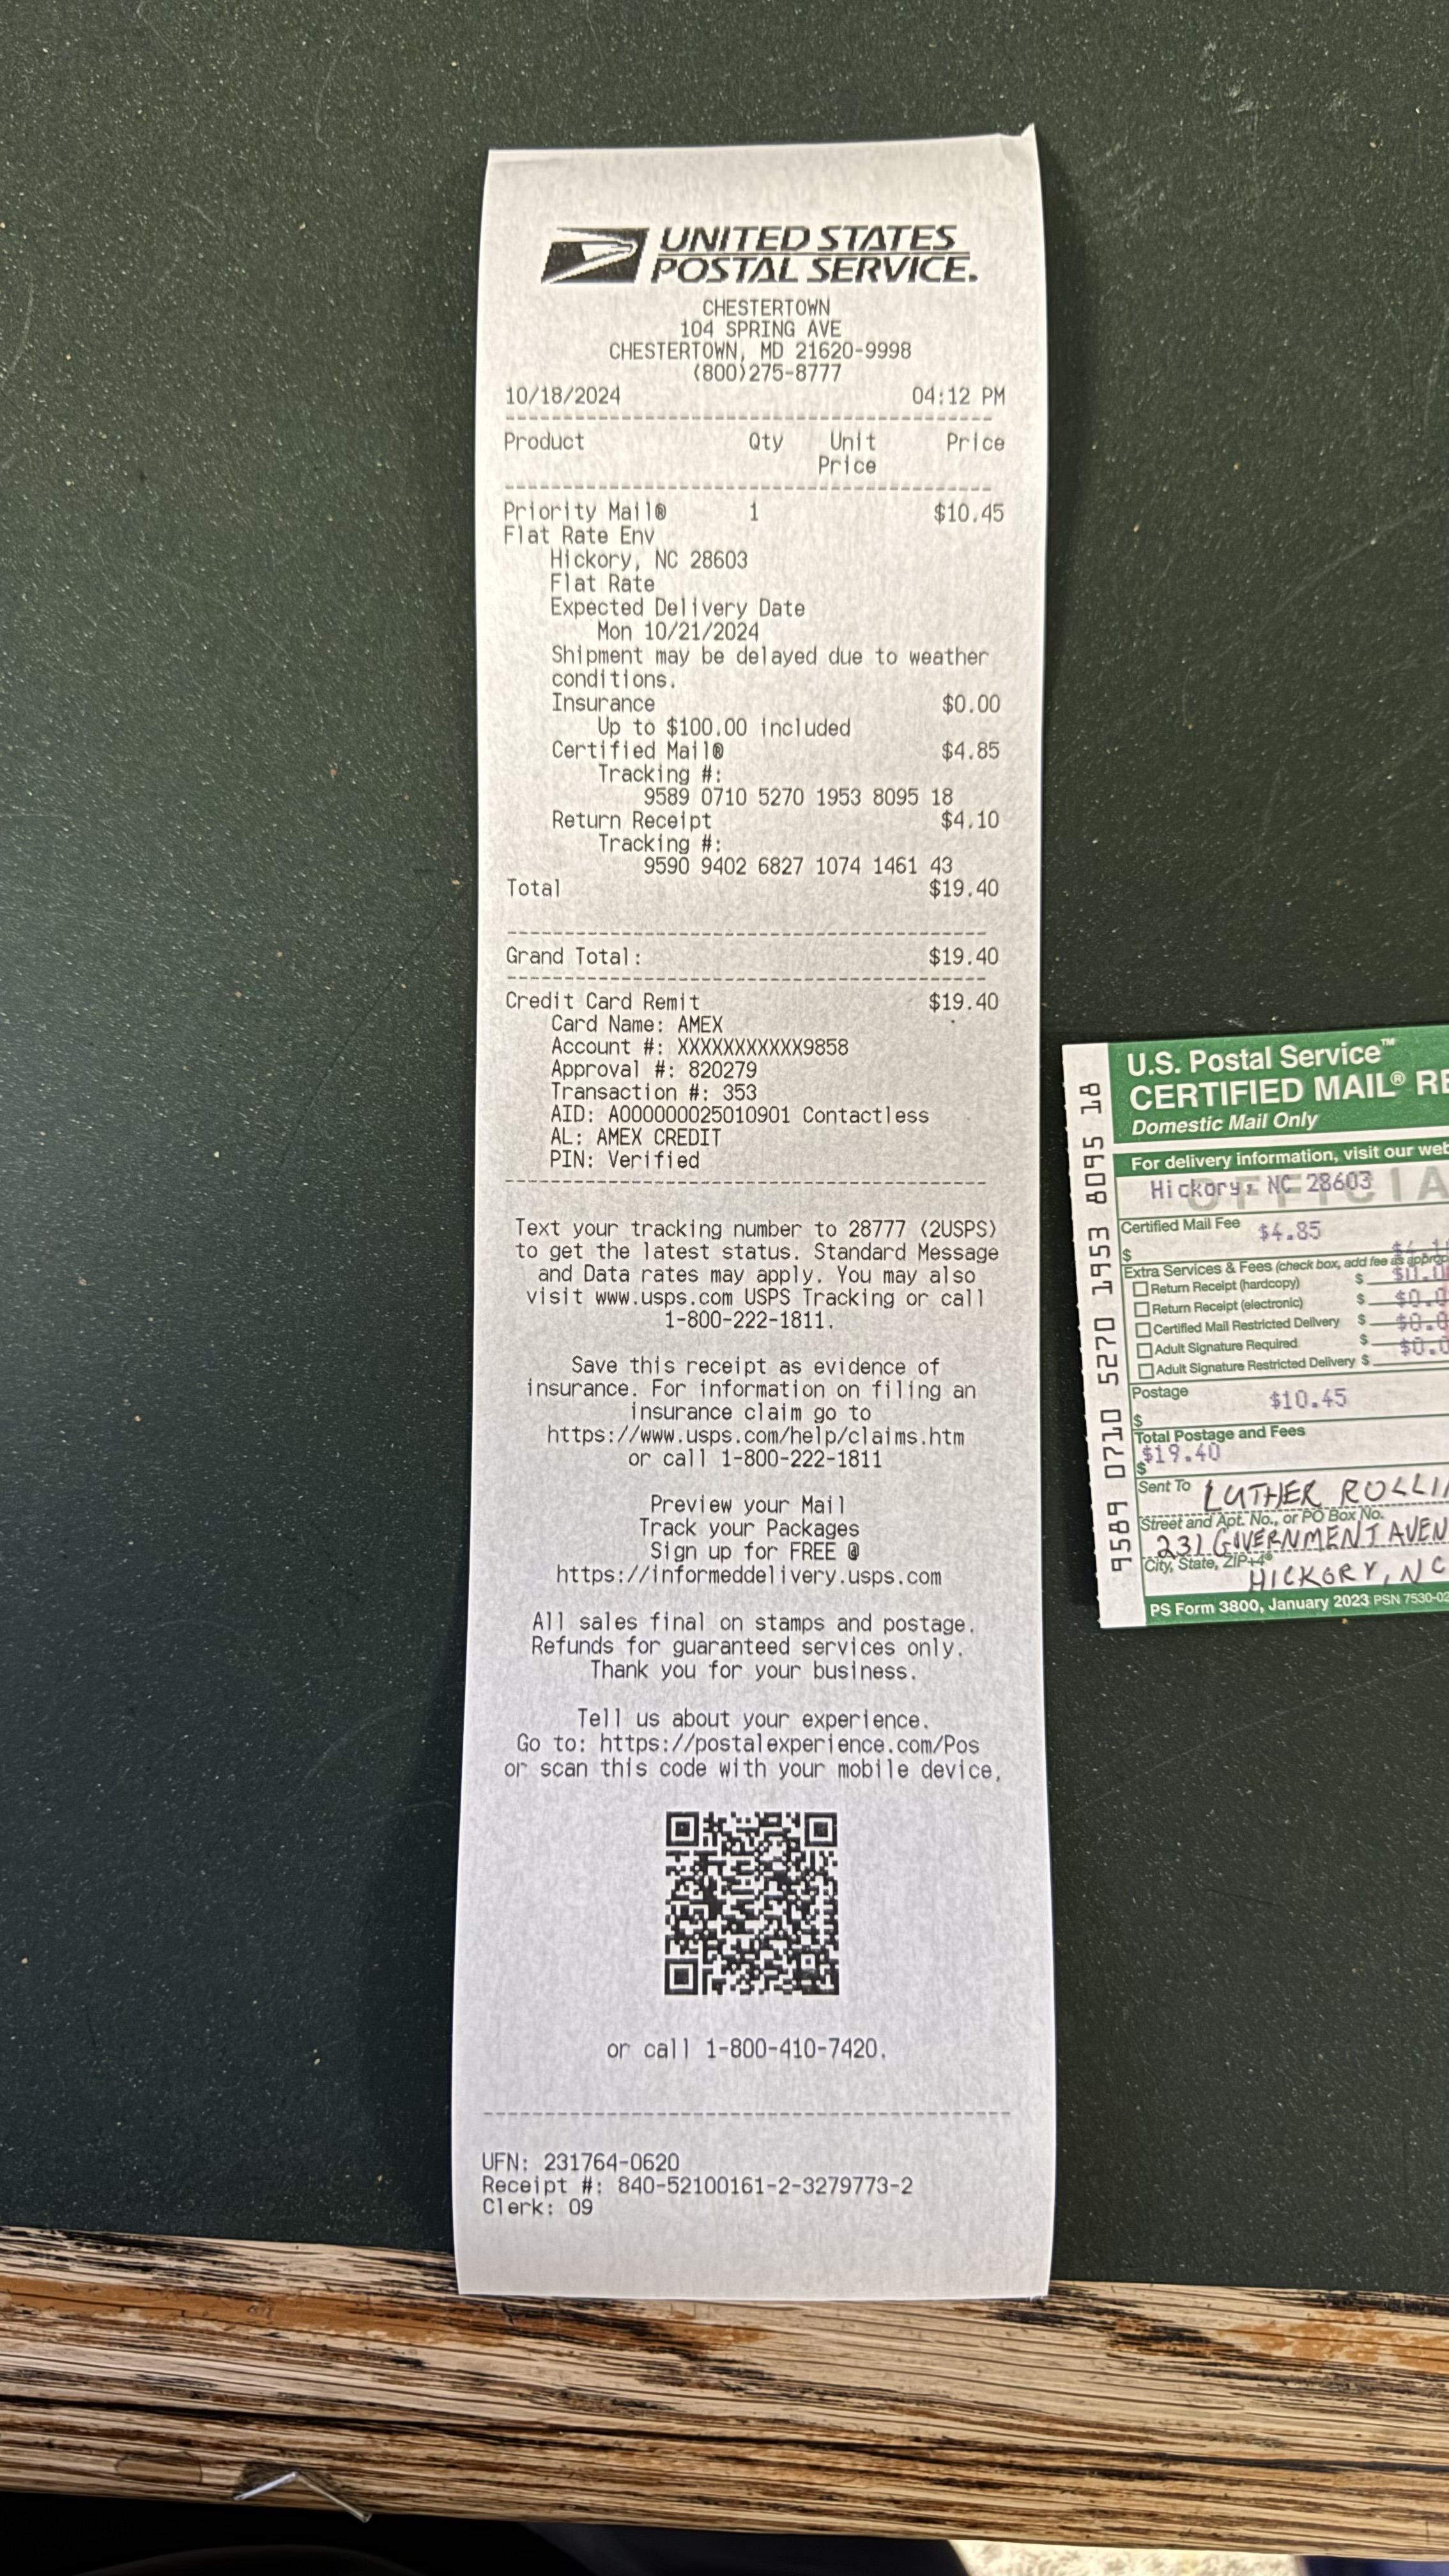 UNITED STATES
POSTAL SERVICE.
CHESTERTOWN
104 SPRING AVE
CHESTERTOWN, MD 21620-9998
(800)275-8777
10/18/2024 04:12 PM
Product Qty Unit Price
Price
Priority Mail® 1 $10.45
Flat Rate Env
Hickory, NC 28603
Flat Rate
Expected Delivery Date
Mon 10/21/2024
Shipment may be delayed due to weather
conditions.
Insurance $0.00
Up to $100.00 included
Certified Mail® $4.85
Tracking #:
9589 0710 5270 1953 8095 18
Return Receipt $4.10
Tracking #:
9590 9402 6827 1074 1461 43
Total $19.40
Grand Total: $19.40
Credit Card Remit $19.40
Card Name: AMEX
Account #: XXXXXXXXXXX9858
Approval #: 820279
Transaction #: 353
AID: A000000025010901 Contactless
AL: AMEX CREDIT
PIN: Verified
Text your tracking number to 28777 (2USPS)
to get the latest status. Standard Message
and Data rates may apply. You may also
visit www.usps.com USPS Tracking or call
1-800-222-1811.
Save this receipt as evidence of
insurance. For information on filing an
insurance claim go to
https://www.usps.com/help/claims.htm
or call 1-800-222-1811
Preview your Mail
Track your Packages
Sign up for FREE @
https://informeddelivery.usps.com
All sales final on stamps and postage.
Refunds for guaranteed services only.
Thank you for your business.
Tell us about your experience.
Go to: https://postalexperience.com/Pos
or scan this code with your mobile device,
or call 1-800-410-7420.
UFN: 231764-0620
Receipt #: 840-52100161-2-3279773-2
Clerk: 09
9589 0710 5270 1953 8095 18
U.S. Postal Service™
CERTIFIED MAIL® RE
Domestic Mail Only
For delivery information, visit our web
Hickory, NC 28603
OFFICIA
Certified Mail Fee $4.85
$
Extra Services & Fees (check box, add fee as approp
Return Receipt (hardcopy) $
Return Receipt (electronic) $ $0.0
Certified Mail Restricted Delivery $ $0.0
Adult Signature Required $ $0.0
Adult Signature Restricted Delivery $
Postage $10.45
$
Total Postage and Fees
$19.40
$
Sent To LUTHER ROLLI
Street and Apt. No., or PO Box No.
231 GOVERNMENT AVEN
City, State, ZIP+4®
HICKORY, NC
PS Form 3800, January 2023 PSN 7530-02